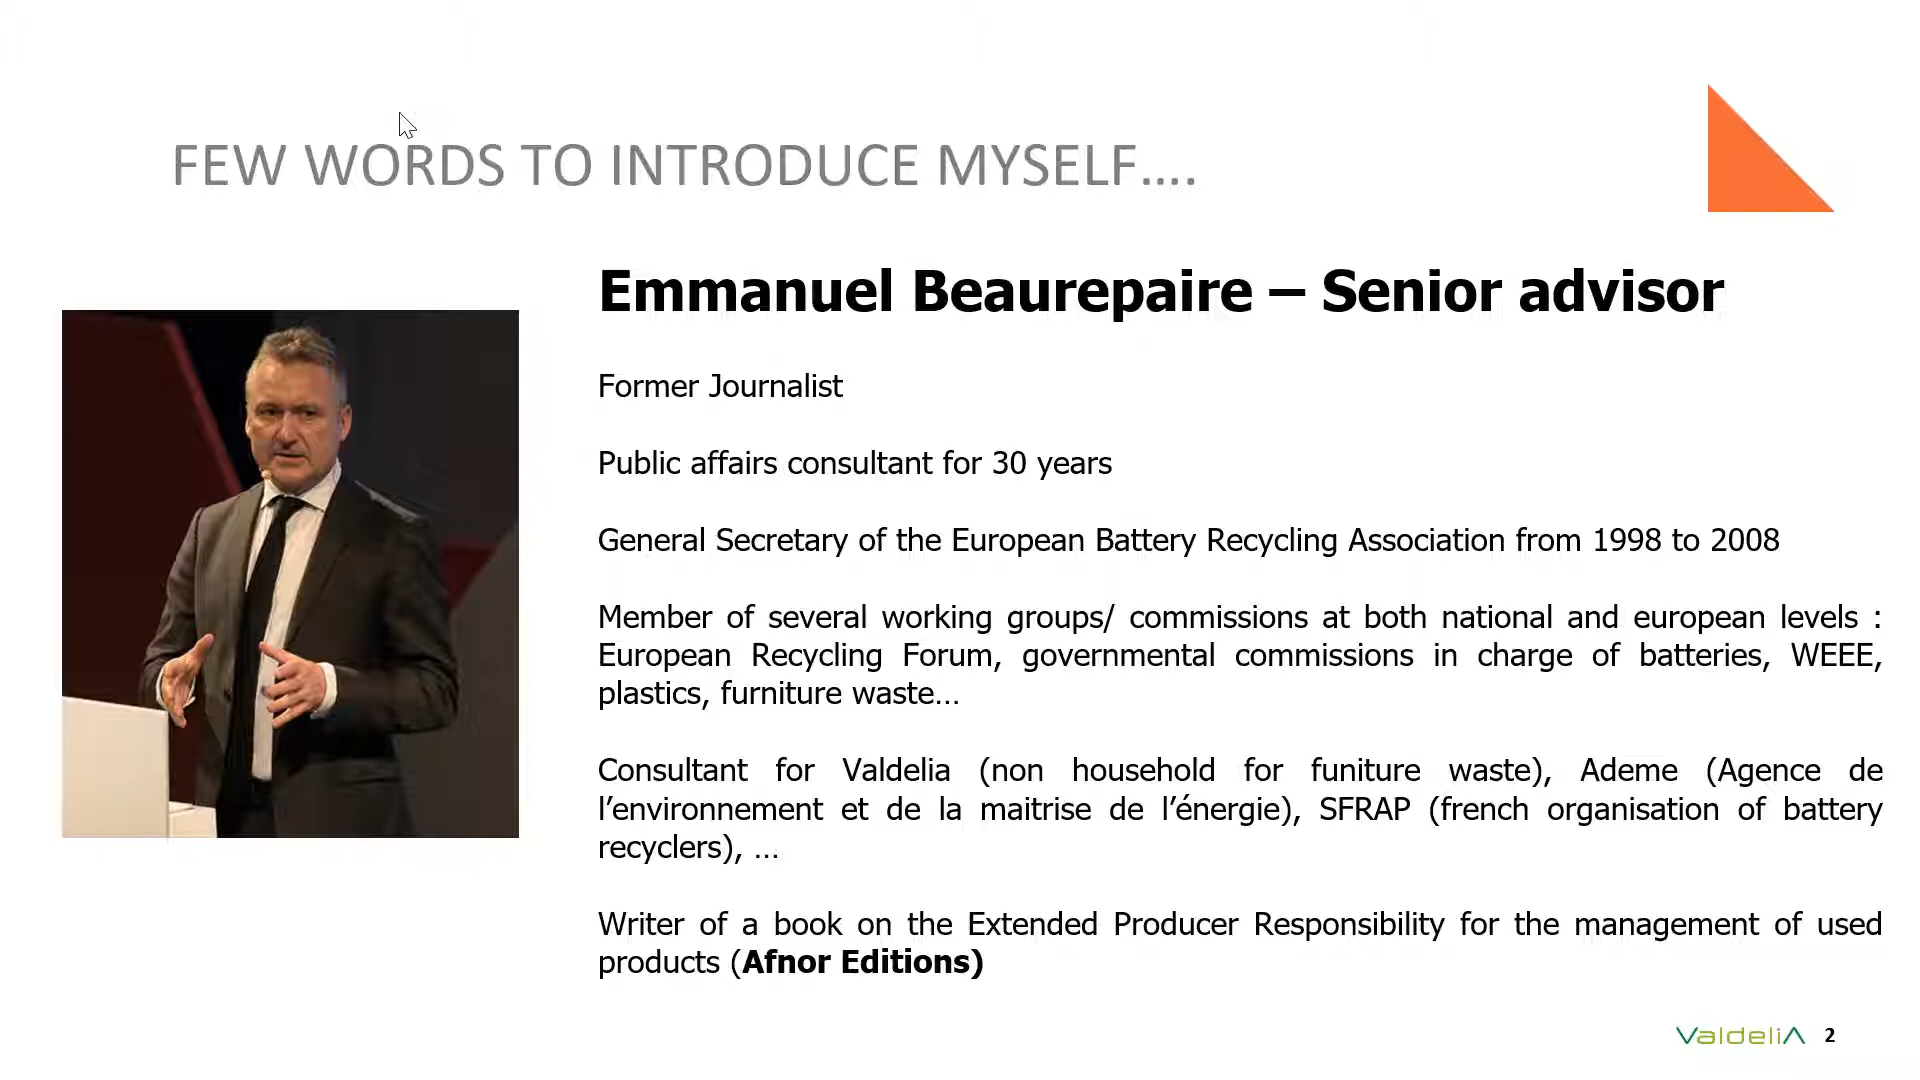 FEW WORDS TO INTRODUCE MYSELF....
Emmanuel Beaurepaire – Senior advisor
Former Journalist
Public affairs consultant for 30 years
General Secretary of the European Battery Recycling Association from 1998 to 2008
Member of several working groups/ commissions at both national and european levels :
European Recycling Forum, governmental commissions in charge of batteries, WEEE,
plastics, furniture waste...
Consultant for Valdelia (non household for funiture waste), Ademe (Agence de
l’environnement et de la maitrise de l’énergie), SFRAP (french organisation of battery
recyclers), ...
Writer of a book on the Extended Producer Responsibility for the management of used
products (Afnor Editions)
ValdeliA 2